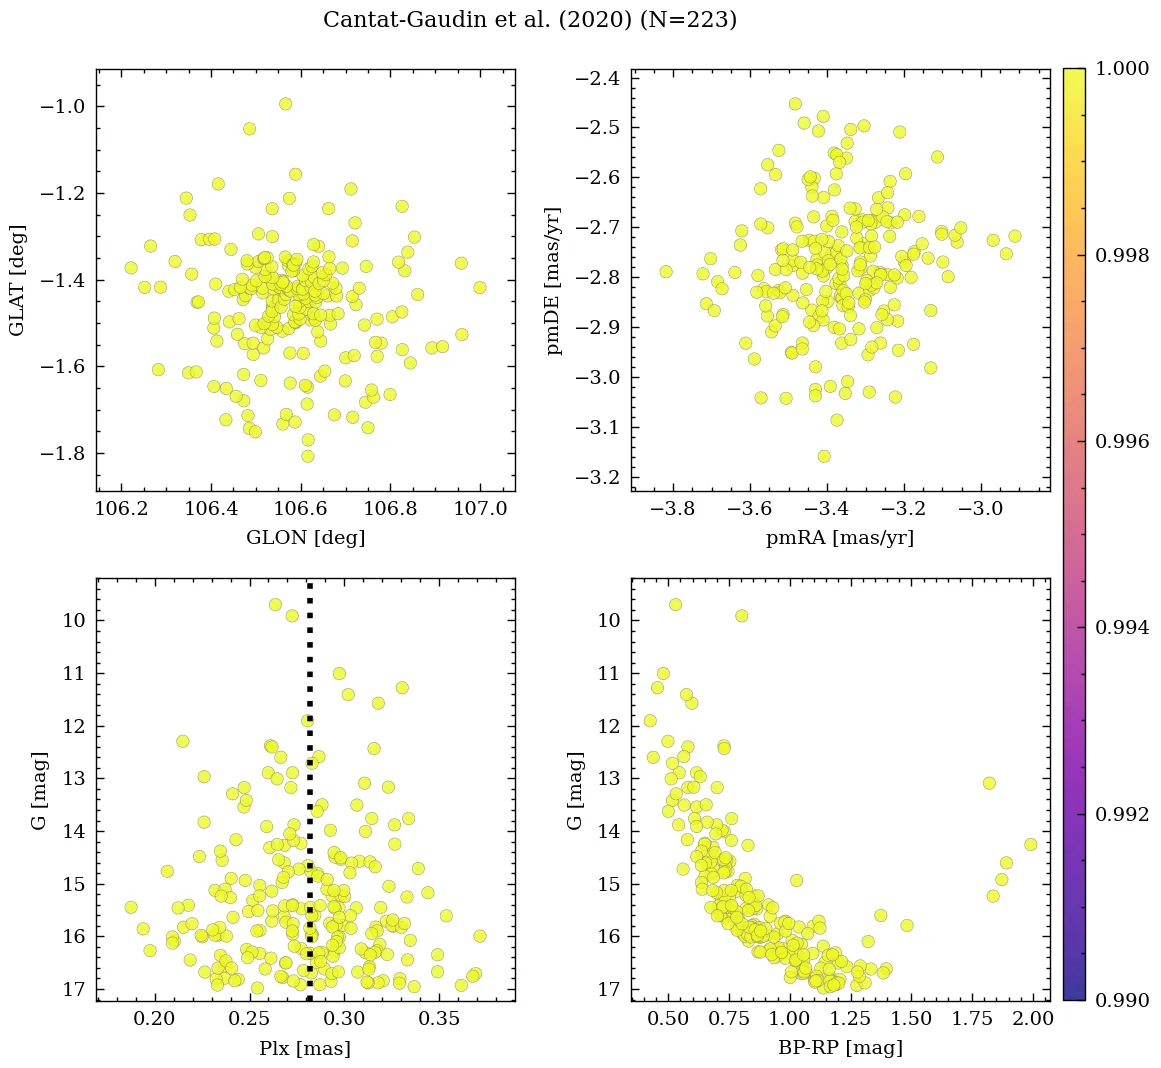 Cantat-Gaudin et al. (2020) (N=223)
−1.0
−1.2
−1.4
−1.6
−1.8
GLAT [deg]
106.2 106.4 106.6 106.8 107.0
GLON [deg]
−2.4
−2.5
−2.6
−2.7
−2.8
−2.9
−3.0
−3.1
−3.2
pmDE [mas/yr]
−3.8 −3.6 −3.4 −3.2 −3.0
pmRA [mas/yr]
10
11
12
13
14
15
16
17
G [mag]
0.20 0.25 0.30 0.35
Plx [mas]
10
11
12
13
14
15
16
17
G [mag]
0.50 0.75 1.00 1.25 1.50 1.75 2.00
BP-RP [mag]
1.000
0.998
0.996
0.994
0.992
0.990